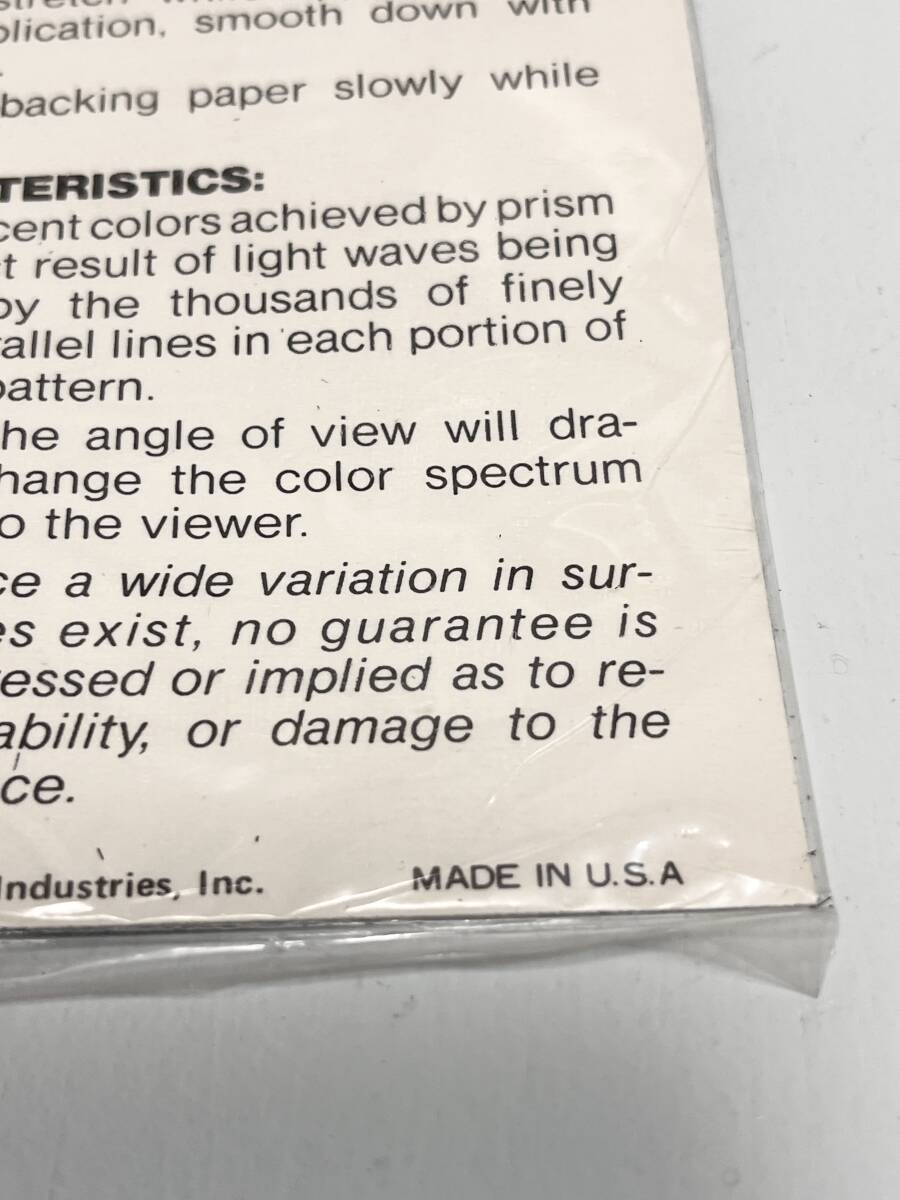 plication, smooth down with
backing paper slowly while
TERISTICS:
cent colors achieved by prism
t result of light waves being
by the thousands of finely
allel lines in each portion of
pattern.
he angle of view will dra-
hange the color spectrum
o the viewer.
ce a wide variation in sur-
es exist, no guarantee is
essed or implied as to re-
ability, or damage to the
ce.
Industries, Inc. MADE IN U.S.A